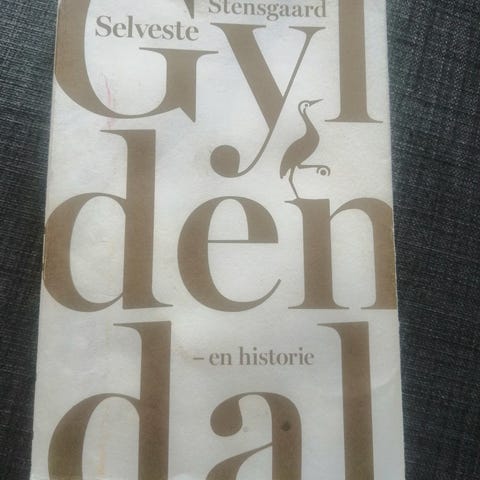 Stensgaard
Selveste
Gyl
den
– en historie
dal